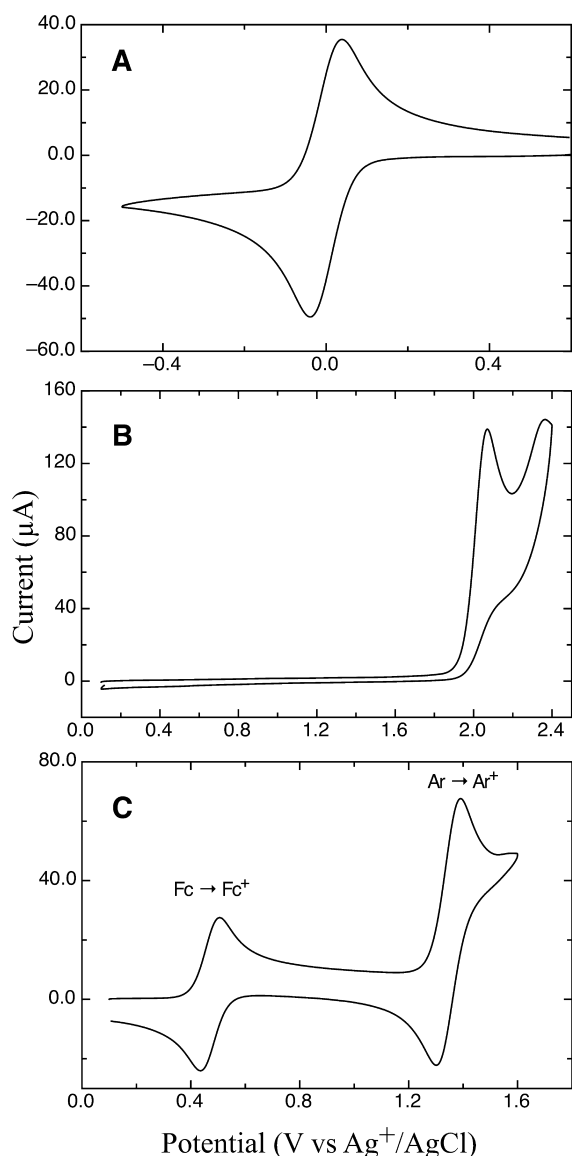 A
40.0
20.0
0.0
−20.0
−40.0
−60.0
−0.4 0.0 0.4
B
160
120
80
40
0
0.0 0.4 0.8 1.2 1.6 2.0 2.4
Current (µA)
C
80.0
40.0
0.0
Ar → Ar+
Fc → Fc+
0.0 0.4 0.8 1.2 1.6
Potential (V vs Ag+/AgCl)